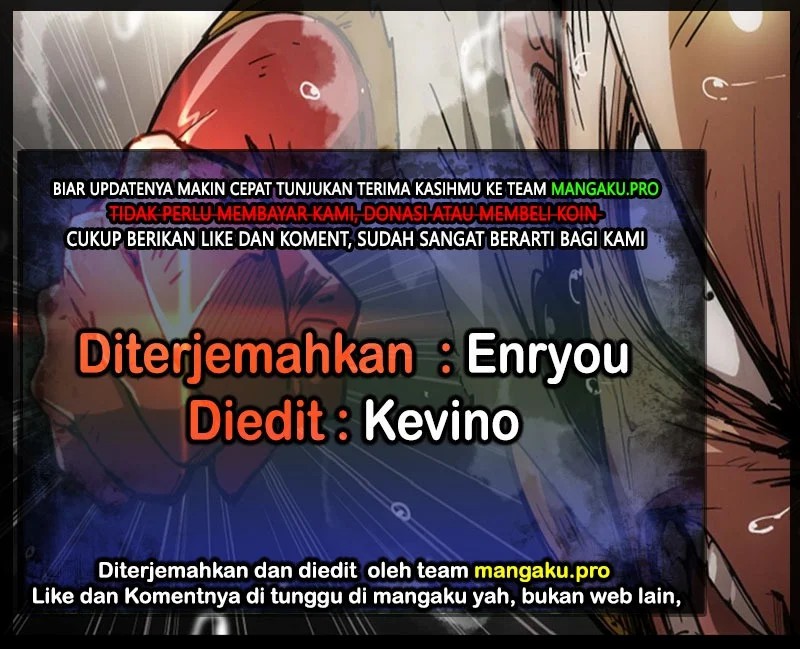 BIAR UPDATENYA MAKIN CEPAT TUNJUKAN TERIMA KASIHMU KE TEAM MANGAKU.PRO
TIDAK PERLU MEMBAYAR KAMI, DONASI ATAU MEMBELI KOIN
CUKUP BERIKAN LIKE DAN KOMENT, SUDAH SANGAT BERARTI BAGI KAMI
Diterjemahkan : Enryou
Diedit : Kevino
Diterjemahkan dan diedit oleh team mangaku.pro
Like dan Komentnya di tunggu di mangaku yah, bukan web lain,